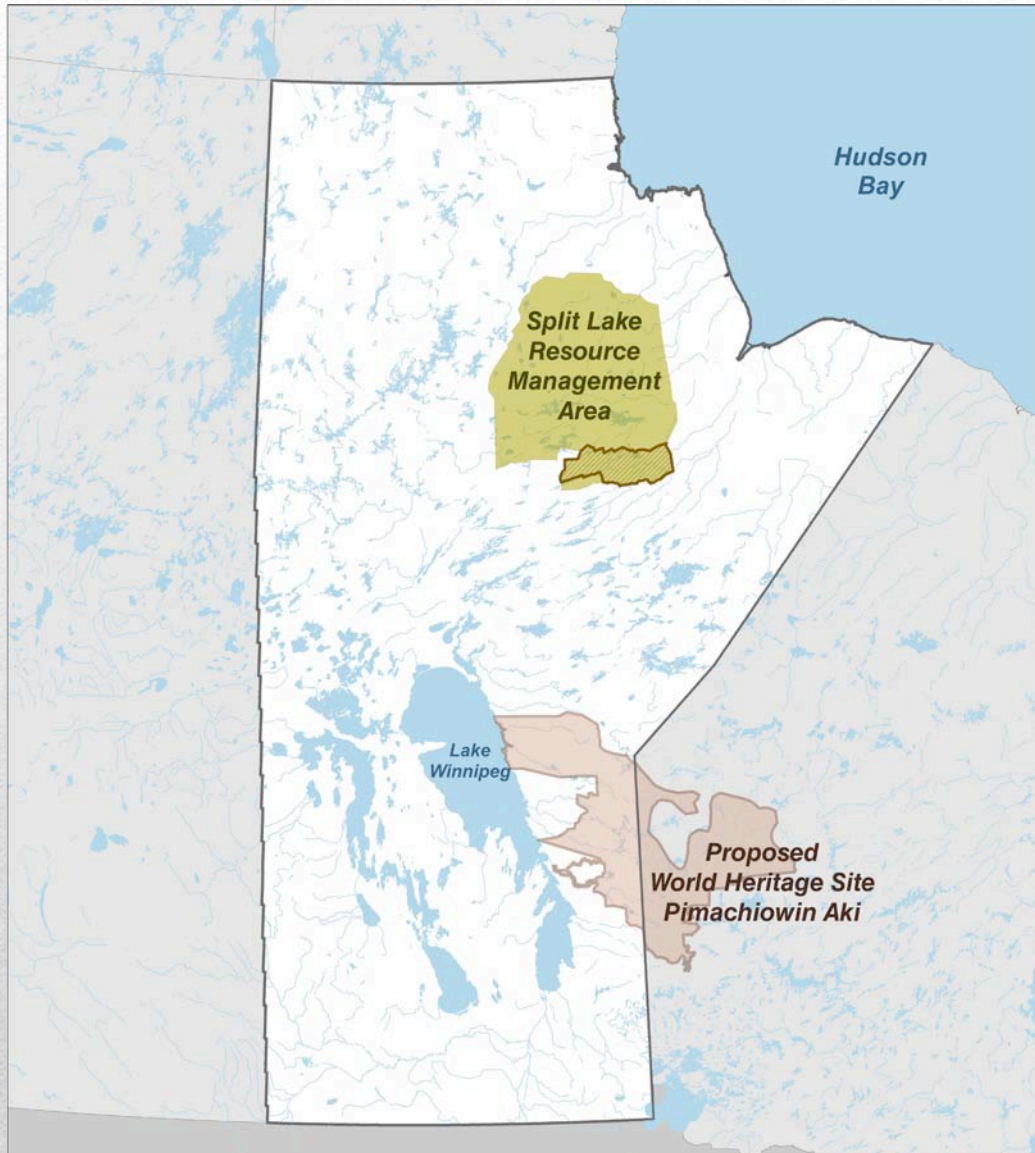 Hudson
Bay
Split Lake
Resource
Management
Area
Lake
Winnipeg
Proposed
World Heritage Site
Pimachiowin Aki